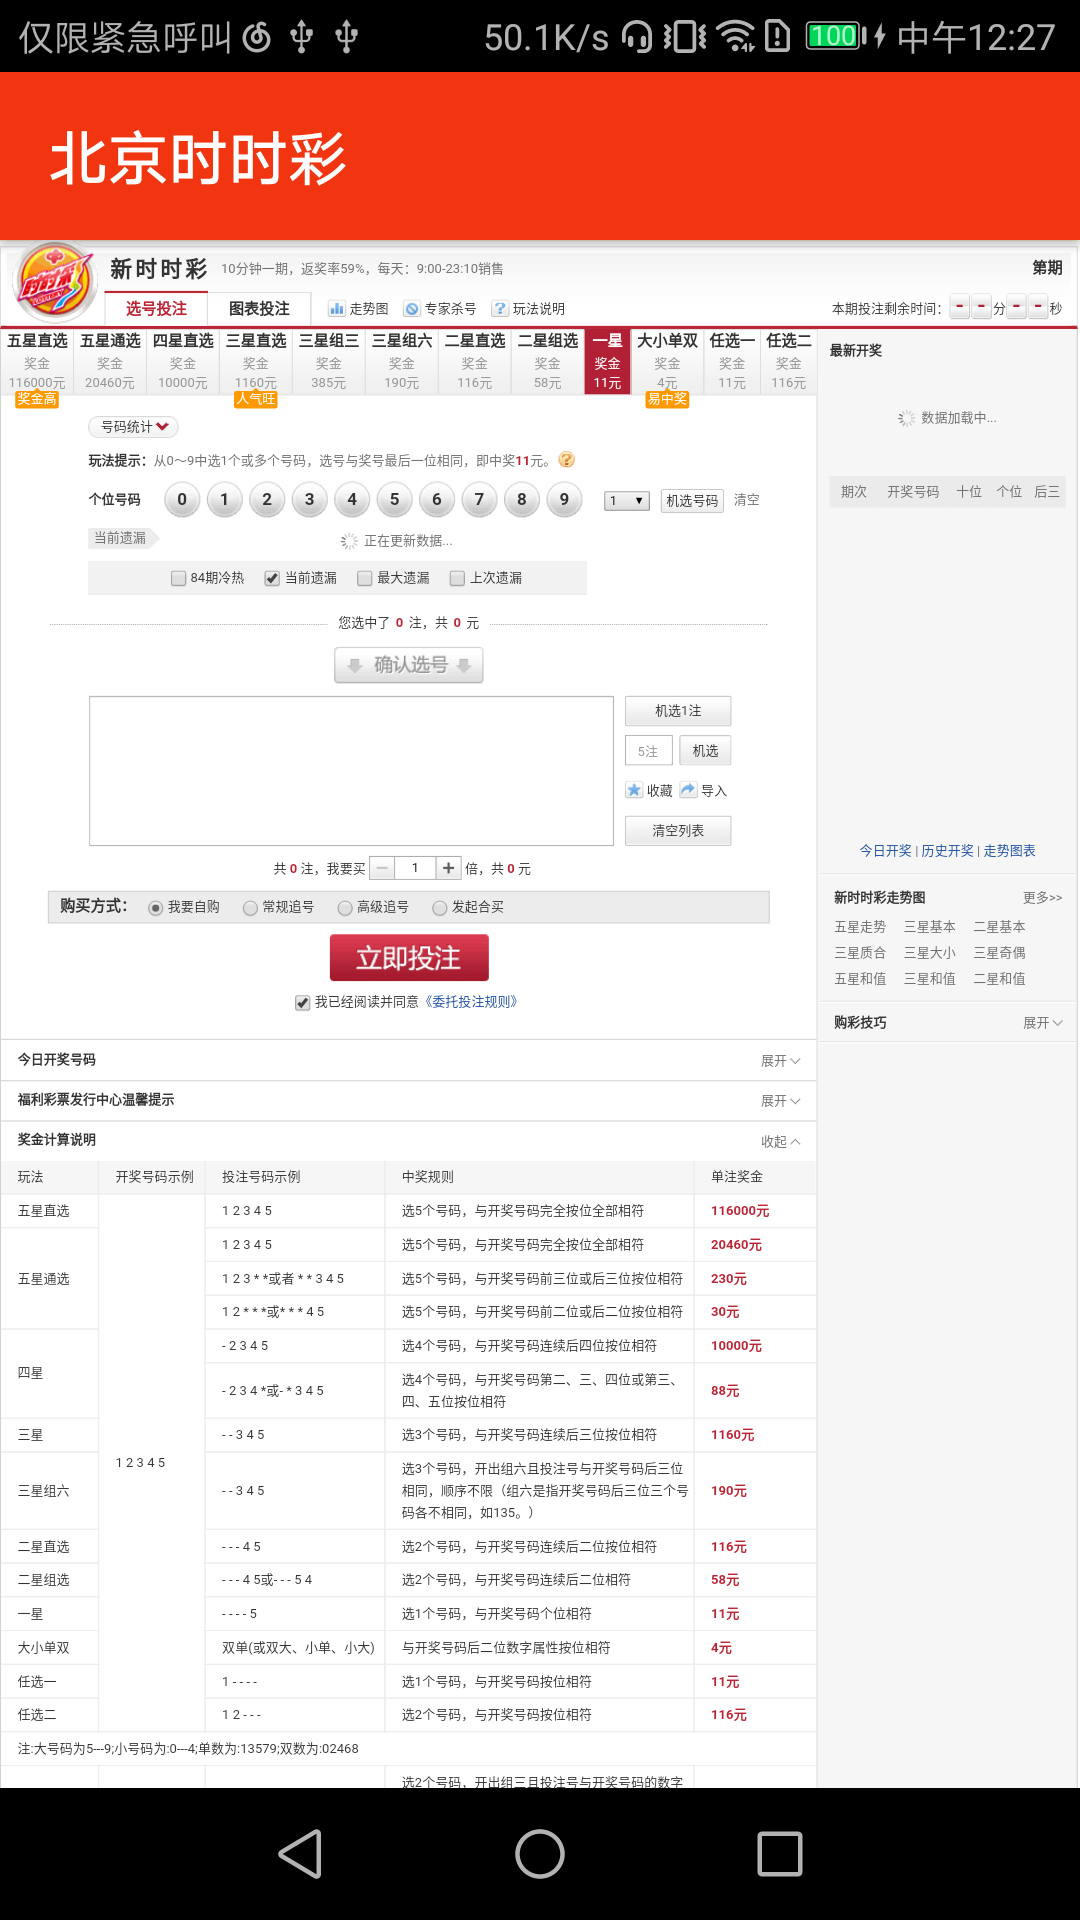 仅限紧急呼叫 50.1K/s 100 中午12:27
北京时时彩
新时时彩 10分钟一期，返奖率59%，每天：9:00-23:10销售 第期
选号投注 图表投注 走势图 专家杀号 玩法说明 本期投注剩余时间：--分--秒
五星直选 五星通选 四星直选 三星直选 三星组三 三星组六 二星直选 二星组选 一星 大小单双 任选一 任选二
奖金 奖金 奖金 奖金 奖金 奖金 奖金 奖金 奖金 奖金 奖金 奖金
116000元 20460元 10000元 1160元 385元 190元 116元 58元 11元 4元 11元 116元
奖金高 人气旺 易中奖
最新开奖
数据加载中...
期次 开奖号码 十位 个位 后三
号码统计
玩法提示：从0～9中选1个或多个号码，选号与奖号最后一位相同，即中奖11元。
个位号码 0 1 2 3 4 5 6 7 8 9 1 机选号码 清空
当前遗漏 正在更新数据...
84期冷热 当前遗漏 最大遗漏 上次遗漏
您选中了 0 注，共 0 元
确认选号
机选1注
5注 机选
收藏 导入
清空列表
共 0 注，我要买 － 1 ＋ 倍，共 0 元
购买方式： 我要自购 常规追号 高级追号 发起合买
立即投注
我已经阅读并同意《委托投注规则》
今日开奖 | 历史开奖 | 走势图表
新时时彩走势图 更多>>
五星走势 三星基本 二星基本
三星质合 三星大小 三星奇偶
五星和值 三星和值 二星和值
购彩技巧 展开
今日开奖号码 展开
福利彩票发行中心温馨提示 展开
奖金计算说明 收起
玩法 开奖号码示例 投注号码示例 中奖规则 单注奖金
五星直选 1 2 3 4 5 选5个号码，与开奖号码完全按位全部相符 116000元
1 2 3 4 5 选5个号码，与开奖号码完全按位全部相符 20460元
五星通选 1 2 3 * *或者 * * 3 4 5 选5个号码，与开奖号码前三位或后三位按位相符 230元
1 2 * * *或* * * 4 5 选5个号码，与开奖号码前二位或后二位按位相符 30元
- 2 3 4 5 选4个号码，与开奖号码连续后四位按位相符 10000元
四星 - 2 3 4 *或- * 3 4 5 选4个号码，与开奖号码第二、三、四位或第三、 88元
四、五位按位相符
三星 - - 3 4 5 选3个号码，与开奖号码连续后三位按位相符 1160元
1 2 3 4 5
选3个号码，开出组六且投注号与开奖号码后三位
三星组六 - - 3 4 5 相同，顺序不限（组六是指开奖号码后三位三个号 190元
码各不相同，如135。）
二星直选 - - - 4 5 选2个号码，与开奖号码连续后二位按位相符 116元
二星组选 - - - 4 5或- - - 5 4 选2个号码，与开奖号码连续后二位相符 58元
一星 - - - - 5 选1个号码，与开奖号码个位相符 11元
大小单双 双单(或双大、小单、小大) 与开奖号码后二位数字属性按位相符 4元
任选一 1 - - - - 选1个号码，与开奖号码按位相符 11元
任选二 1 2 - - - 选2个号码，与开奖号码按位相符 116元
注:大号码为5---9;小号码为:0---4;单数为:13579;双数为:02468
选2个号码，开出组三且投注号与开奖号码的数字